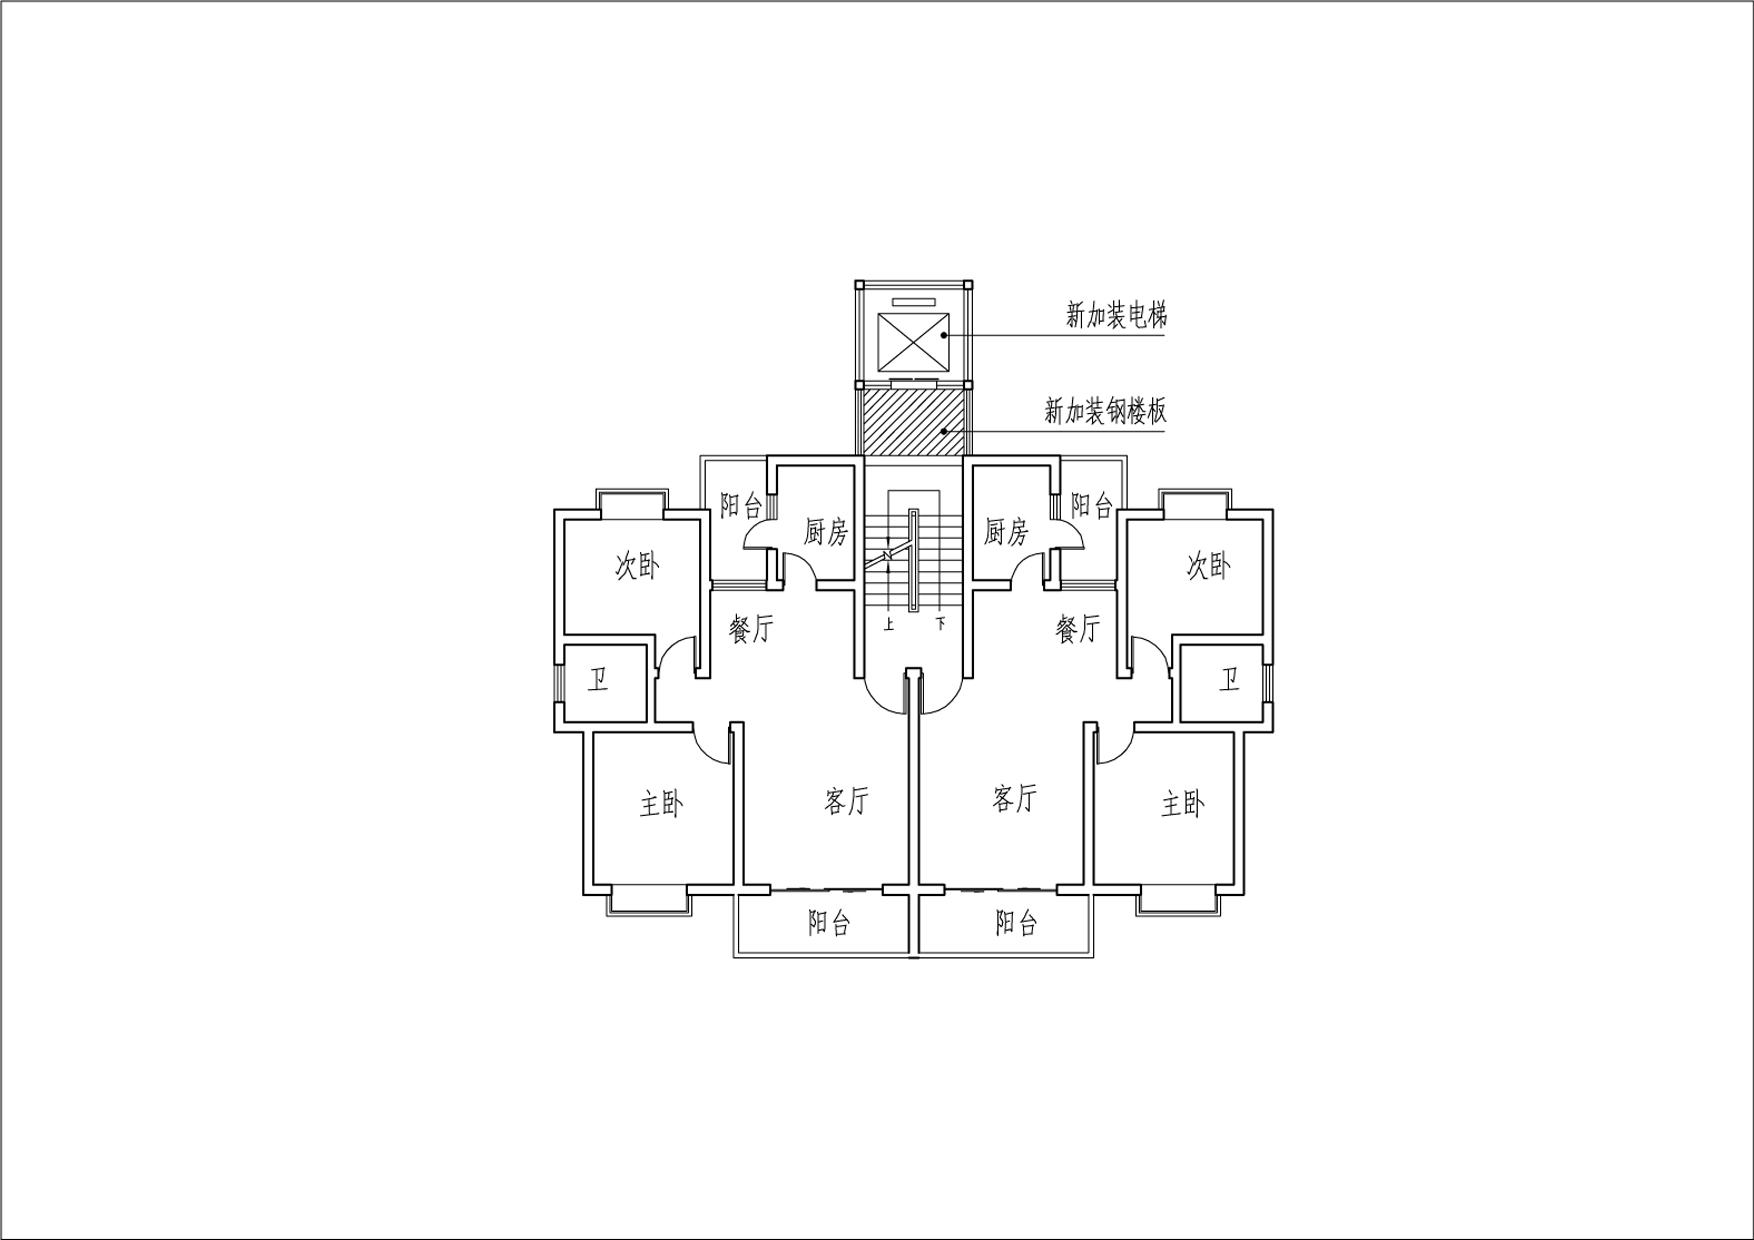 新加装电梯
新加装钢楼板
阳台
阳台
厨房
厨房
次卧
次卧
餐厅
上
下
餐厅
卫
卫
主卧
客厅
客厅
主卧
阳台
阳台